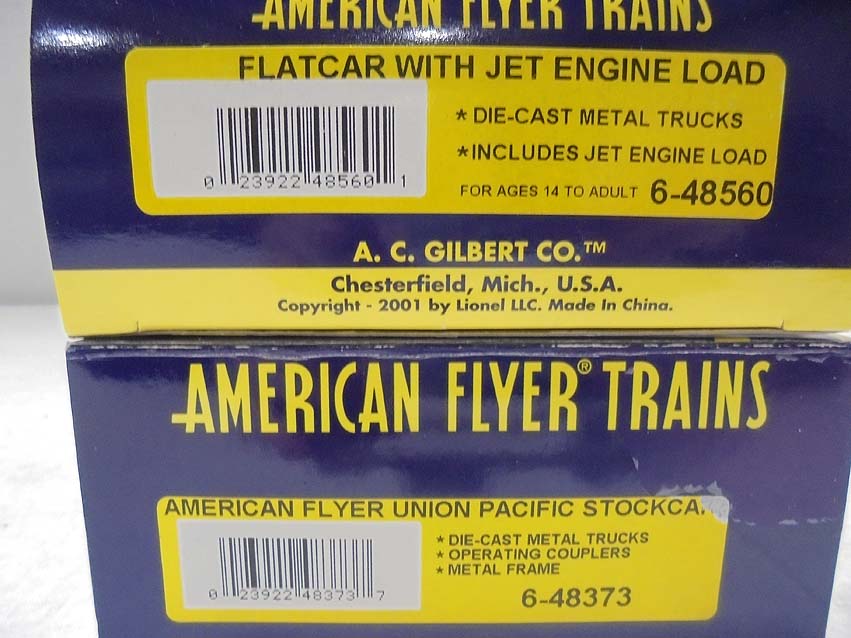 AMERICAN FLYER TRAINS
FLATCAR WITH JET ENGINE LOAD
* DIE-CAST METAL TRUCKS
* INCLUDES JET ENGINE LOAD
FOR AGES 14 TO ADULT 6-48560
0 23922 48560 1
A. C. GILBERT CO.™
Chesterfield, Mich., U.S.A.
Copyright - 2001 by Lionel LLC. Made In China.
AMERICAN FLYER® TRAINS
AMERICAN FLYER UNION PACIFIC
* DIE-CAST METAL TRUCKS
* OPERATING COUPLERS
* METAL FRAME
0 23922 48373 7
6-48373